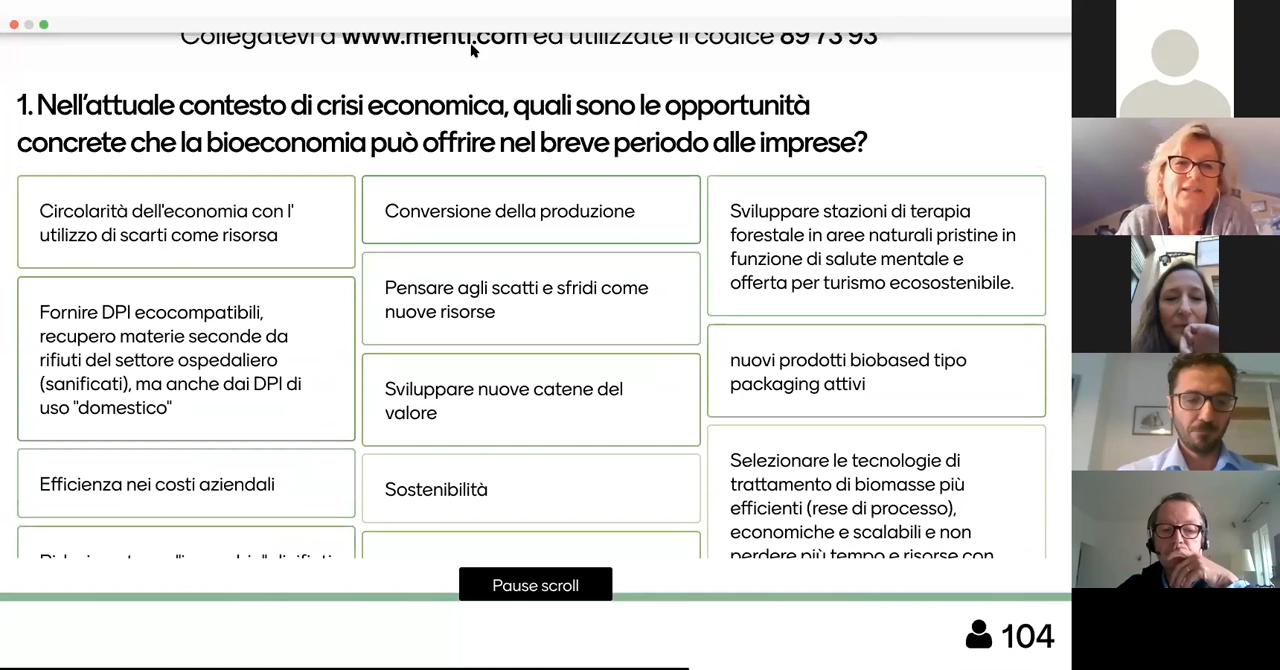 Collegatevi a www.menti.com ed utilizzate il codice 89 73 93
1. Nell'attuale contesto di crisi economica, quali sono le opportunità
concrete che la bioeconomia può offrire nel breve periodo alle imprese?
Circolarità dell'economia con l'
utilizzo di scarti come risorsa
Fornire DPI ecocompatibili,
recupero materie seconde da
rifiuti del settore ospedaliero
(sanificati), ma anche dai DPI di
uso "domestico"
Efficienza nei costi aziendali
Conversione della produzione
Pensare agli scatti e sfridi come
nuove risorse
Sviluppare nuove catene del
valore
Sostenibilità
Sviluppare stazioni di terapia
forestale in aree naturali pristine in
funzione di salute mentale e
offerta per turismo ecosostenibile.
nuovi prodotti biobased tipo
packaging attivi
Selezionare le tecnologie di
trattamento di biomasse più
efficienti (rese di processo),
economiche e scalabili e non
perdere più tempo e risorse con
Pause scroll
104